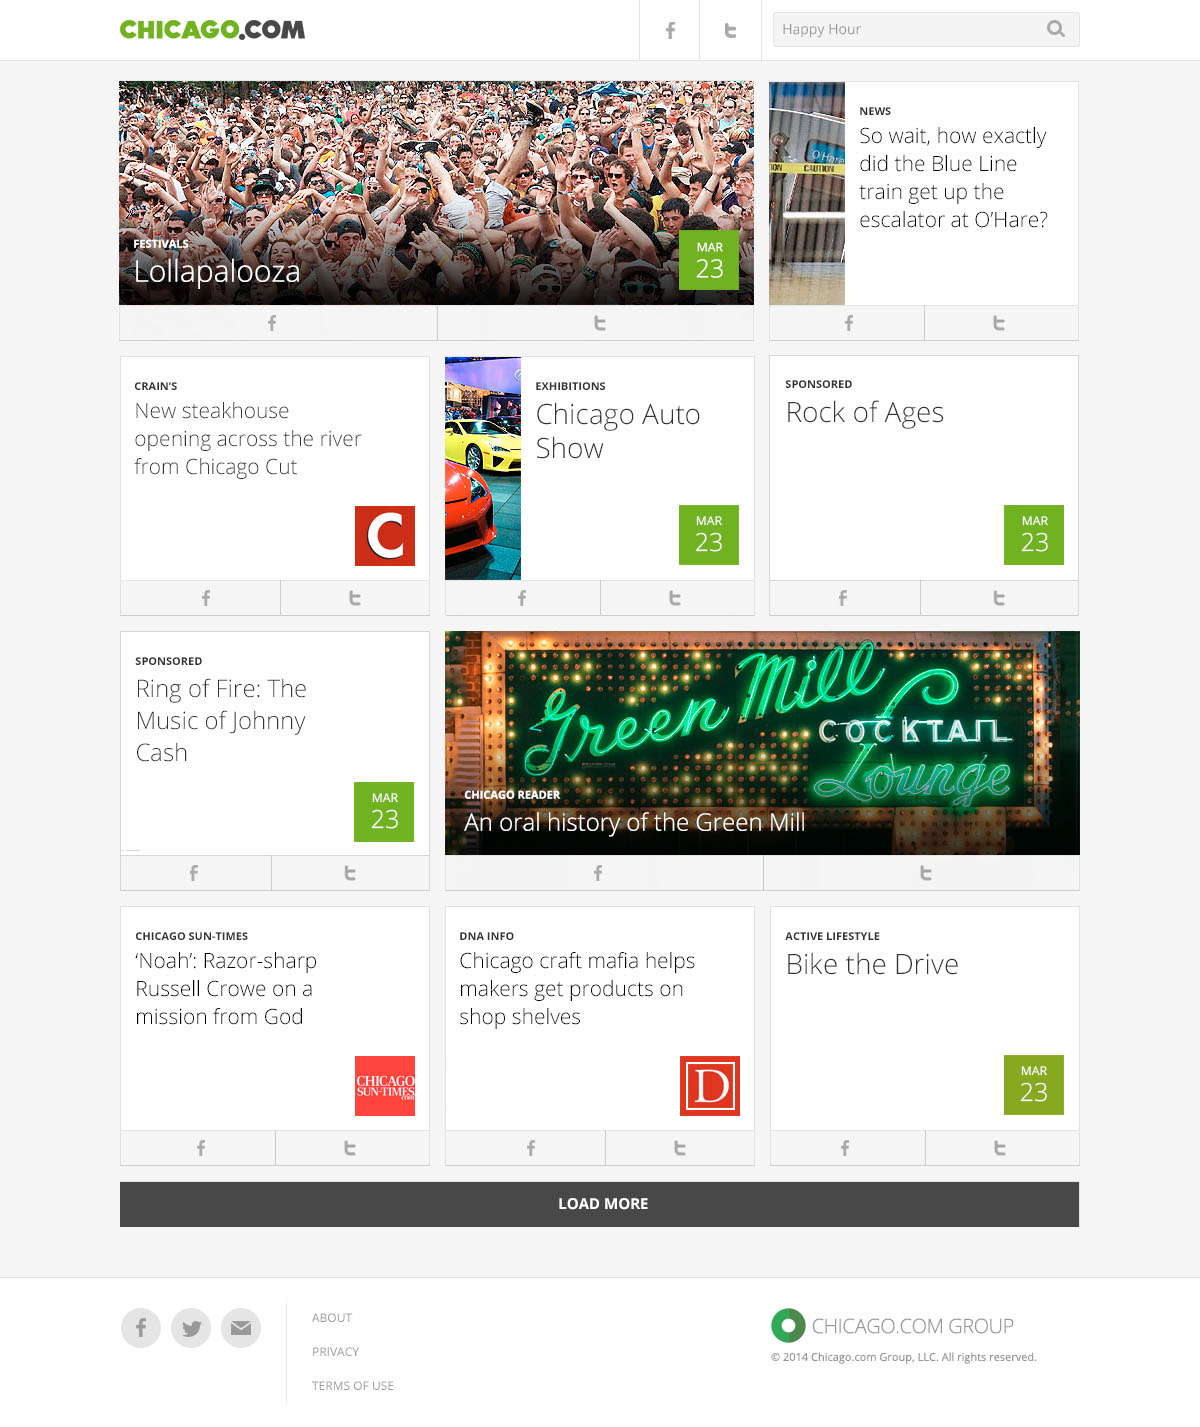 CHICAGO.COM
Happy Hour
FESTIVALS
Lollapalooza
MAR
23
O'Hare
CAUTION
NEWS
So wait, how exactly
did the Blue Line
train get up the
escalator at O'Hare?
CRAIN'S
New steakhouse
opening across the river
from Chicago Cut
C
EXHIBITIONS
Chicago Auto
Show
MAR
23
SPONSORED
Rock of Ages
MAR
23
SPONSORED
Ring of Fire: The
Music of Johnny
Cash
MAR
23
Green Mill
COCKTAIL
Lounge
CHICAGO READER
An oral history of the Green Mill
CHICAGO SUN-TIMES
‘Noah’: Razor-sharp
Russell Crowe on a
mission from God
CHICAGO
SUN-TIMES
.com
DNA INFO
Chicago craft mafia helps
makers get products on
shop shelves
D
ACTIVE LIFESTYLE
Bike the Drive
MAR
23
LOAD MORE
ABOUT
PRIVACY
TERMS OF USE
CHICAGO.COM GROUP
© 2014 Chicago.com Group, LLC. All rights reserved.